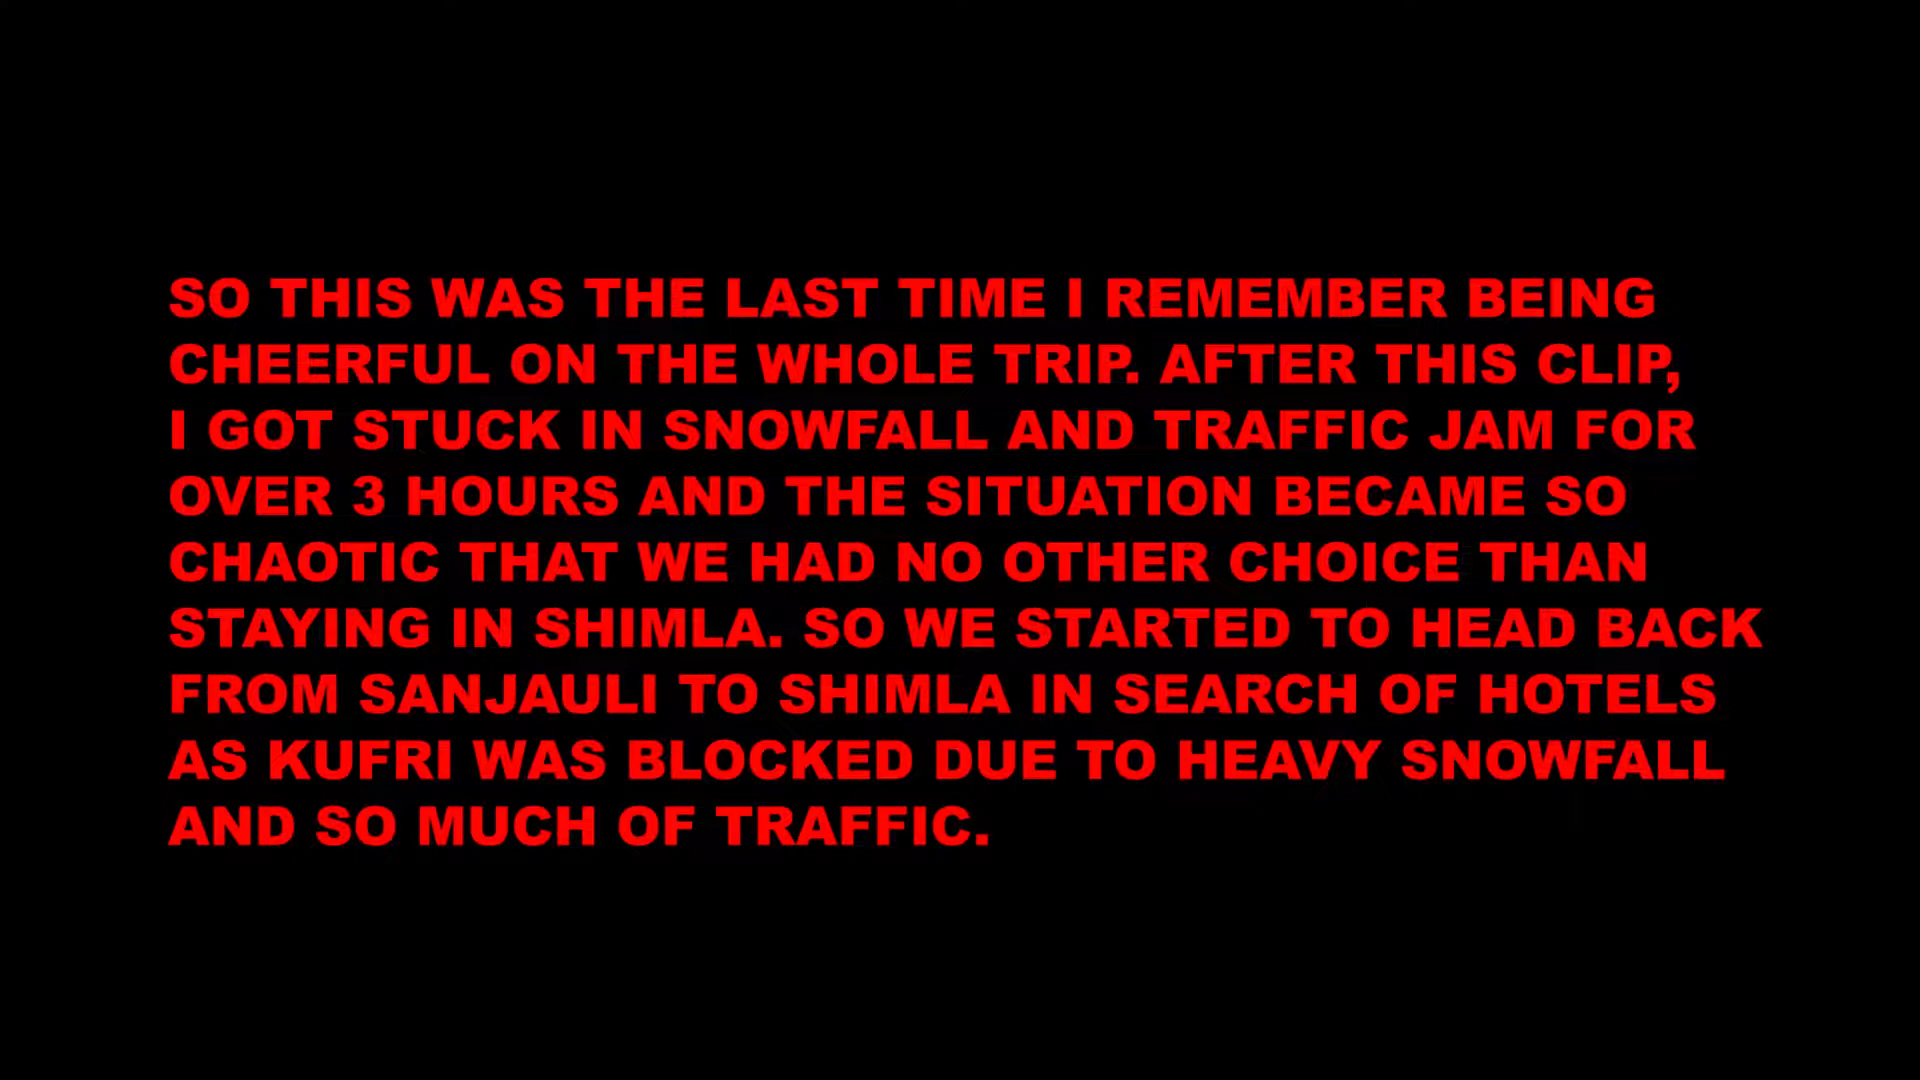 SO THIS WAS THE LAST TIME I REMEMBER BEING
CHEERFUL ON THE WHOLE TRIP. AFTER THIS CLIP,
I GOT STUCK IN SNOWFALL AND TRAFFIC JAM FOR
OVER 3 HOURS AND THE SITUATION BECAME SO
CHAOTIC THAT WE HAD NO OTHER CHOICE THAN
STAYING IN SHIMLA. SO WE STARTED TO HEAD BACK
FROM SANJAULI TO SHIMLA IN SEARCH OF HOTELS
AS KUFRI WAS BLOCKED DUE TO HEAVY SNOWFALL
AND SO MUCH OF TRAFFIC.